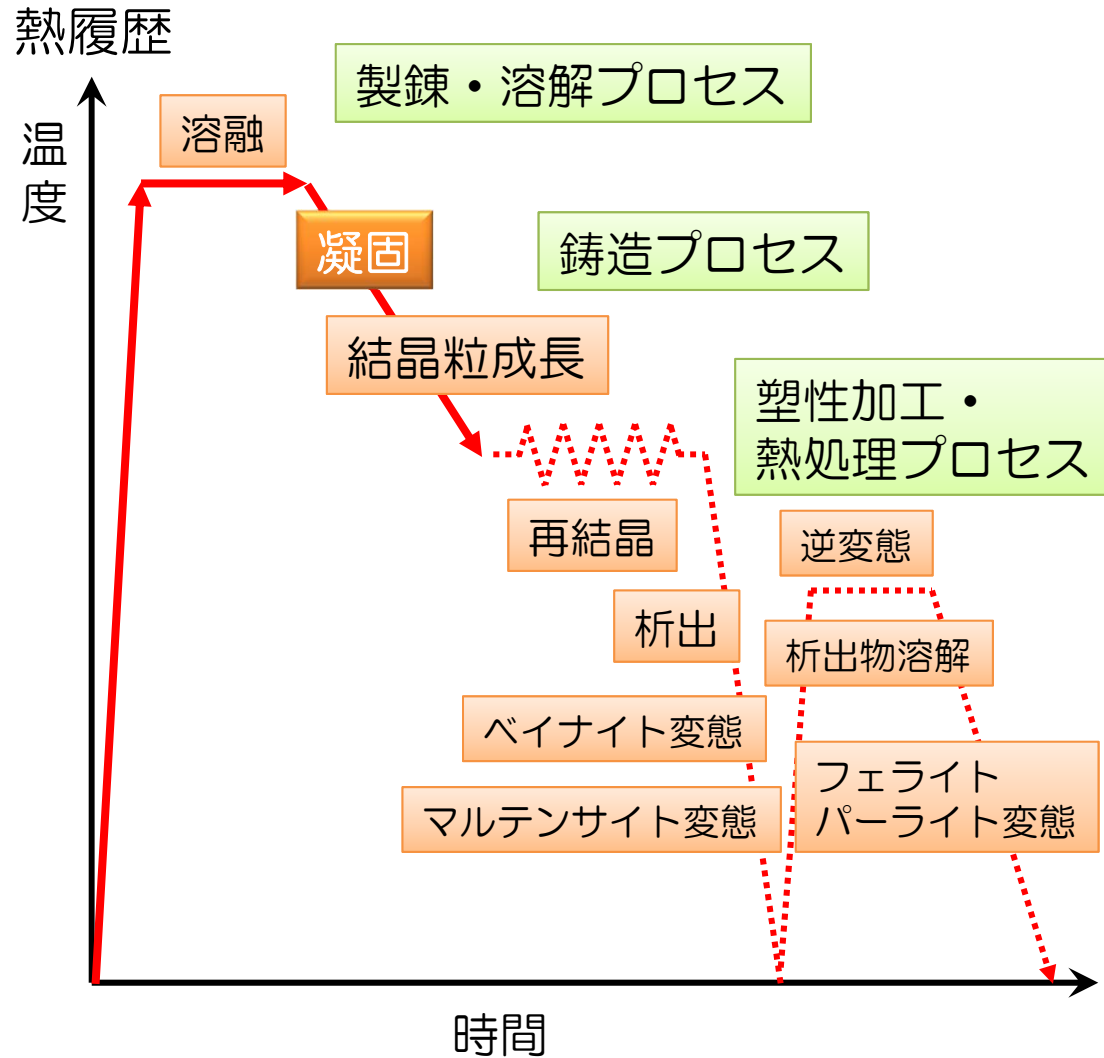 熱履歴
製錬・溶解プロセス
温度
溶融
凝固
鋳造プロセス
結晶粒成長
塑性加工・
熱処理プロセス
再結晶
逆変態
析出
析出物溶解
ベイナイト変態
フェライト
パーライト変態
マルテンサイト変態
時間